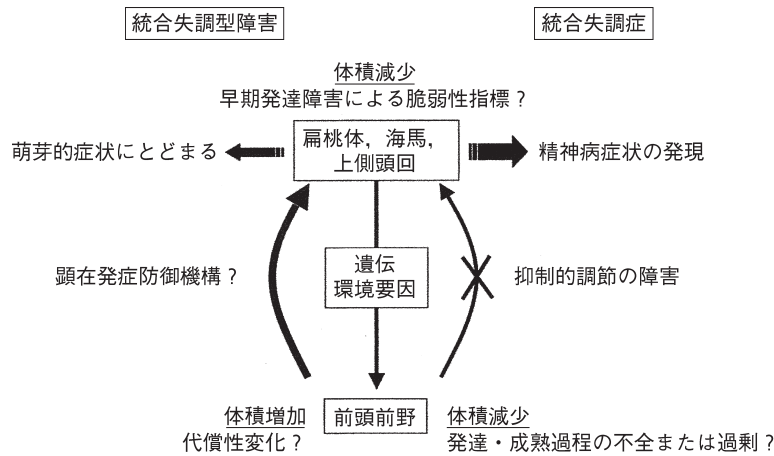 統合失調型障害
統合失調症
体積減少
早期発達障害による脆弱性指標？
扁桃体，海馬，
上側頭回
萌芽的症状にとどまる
精神病症状の発現
遺伝
環境要因
顕在発症防御機構？
抑制的調節の障害
体積増加
代償性変化？
前頭前野
体積減少
発達・成熟過程の不全または過剰？